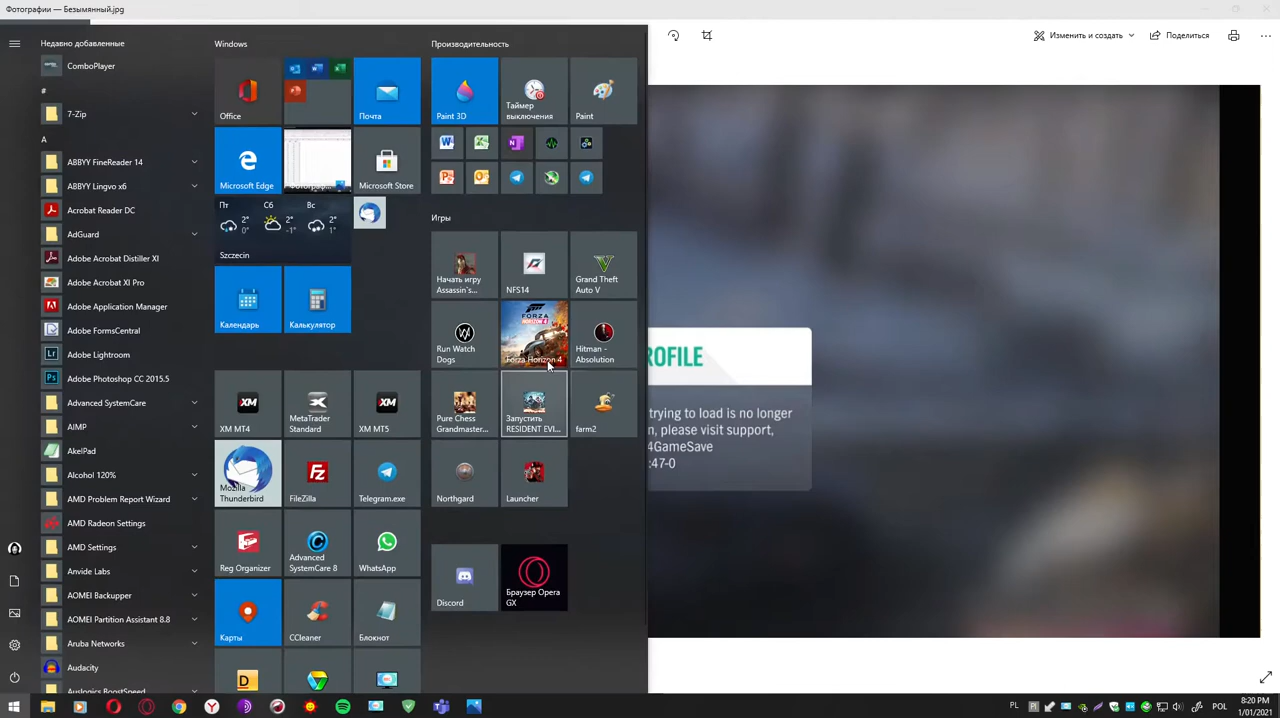 Фотографии — Безымянный.jpg
Изменить и создать
Поделиться
Недавно добавленные
ComboPlayer
#
7-Zip
A
ABBYY FineReader 14
ABBYY Lingvo x6
Acrobat Reader DC
AdGuard
Adobe Acrobat Distiller XI
Adobe Acrobat XI Pro
Adobe Application Manager
Adobe FormsCentral
Adobe Lightroom
Adobe Photoshop CC 2015.5
Advanced SystemCare
AIMP
AkelPad
Alcohol 120%
AMD Problem Report Wizard
AMD Radeon Settings
AMD Settings
Anvide Labs
AOMEI Backupper
AOMEI Partition Assistant 8.8
Aruba Networks
Audacity
Auslogics BoostSpeed
Windows
Office
Почта
Microsoft Edge
Microsoft Store
Пт
Сб
Вс
2°
2°
2°
0°
-1°
0°
Szczecin
Календарь
Калькулятор
XM MT4
MetaTrader
Standard
XM MT5
Mozilla
Thunderbird
FileZilla
Telegram.exe
Reg Organizer
Advanced
SystemCare 8
WhatsApp
Карты
CCleaner
Блокнот
Производительность
Paint 3D
Таймер
выключения
Paint
Игры
Начать игру
Assassin's...
NFS14
Grand Theft
Auto V
Run Watch
Dogs
FORZA
HORIZON 4
Forza Horizon 4
Hitman -
Absolution
Pure Chess
Grandmaster...
Запустить
RESIDENT EVI...
farm2
Northgard
Launcher
Discord
Браузер Opera
GX
ROFILE
trying to load is no longer
n, please visit support,
4GameSave
:47-0
PL
POL
8:20 PM
1/01/2021